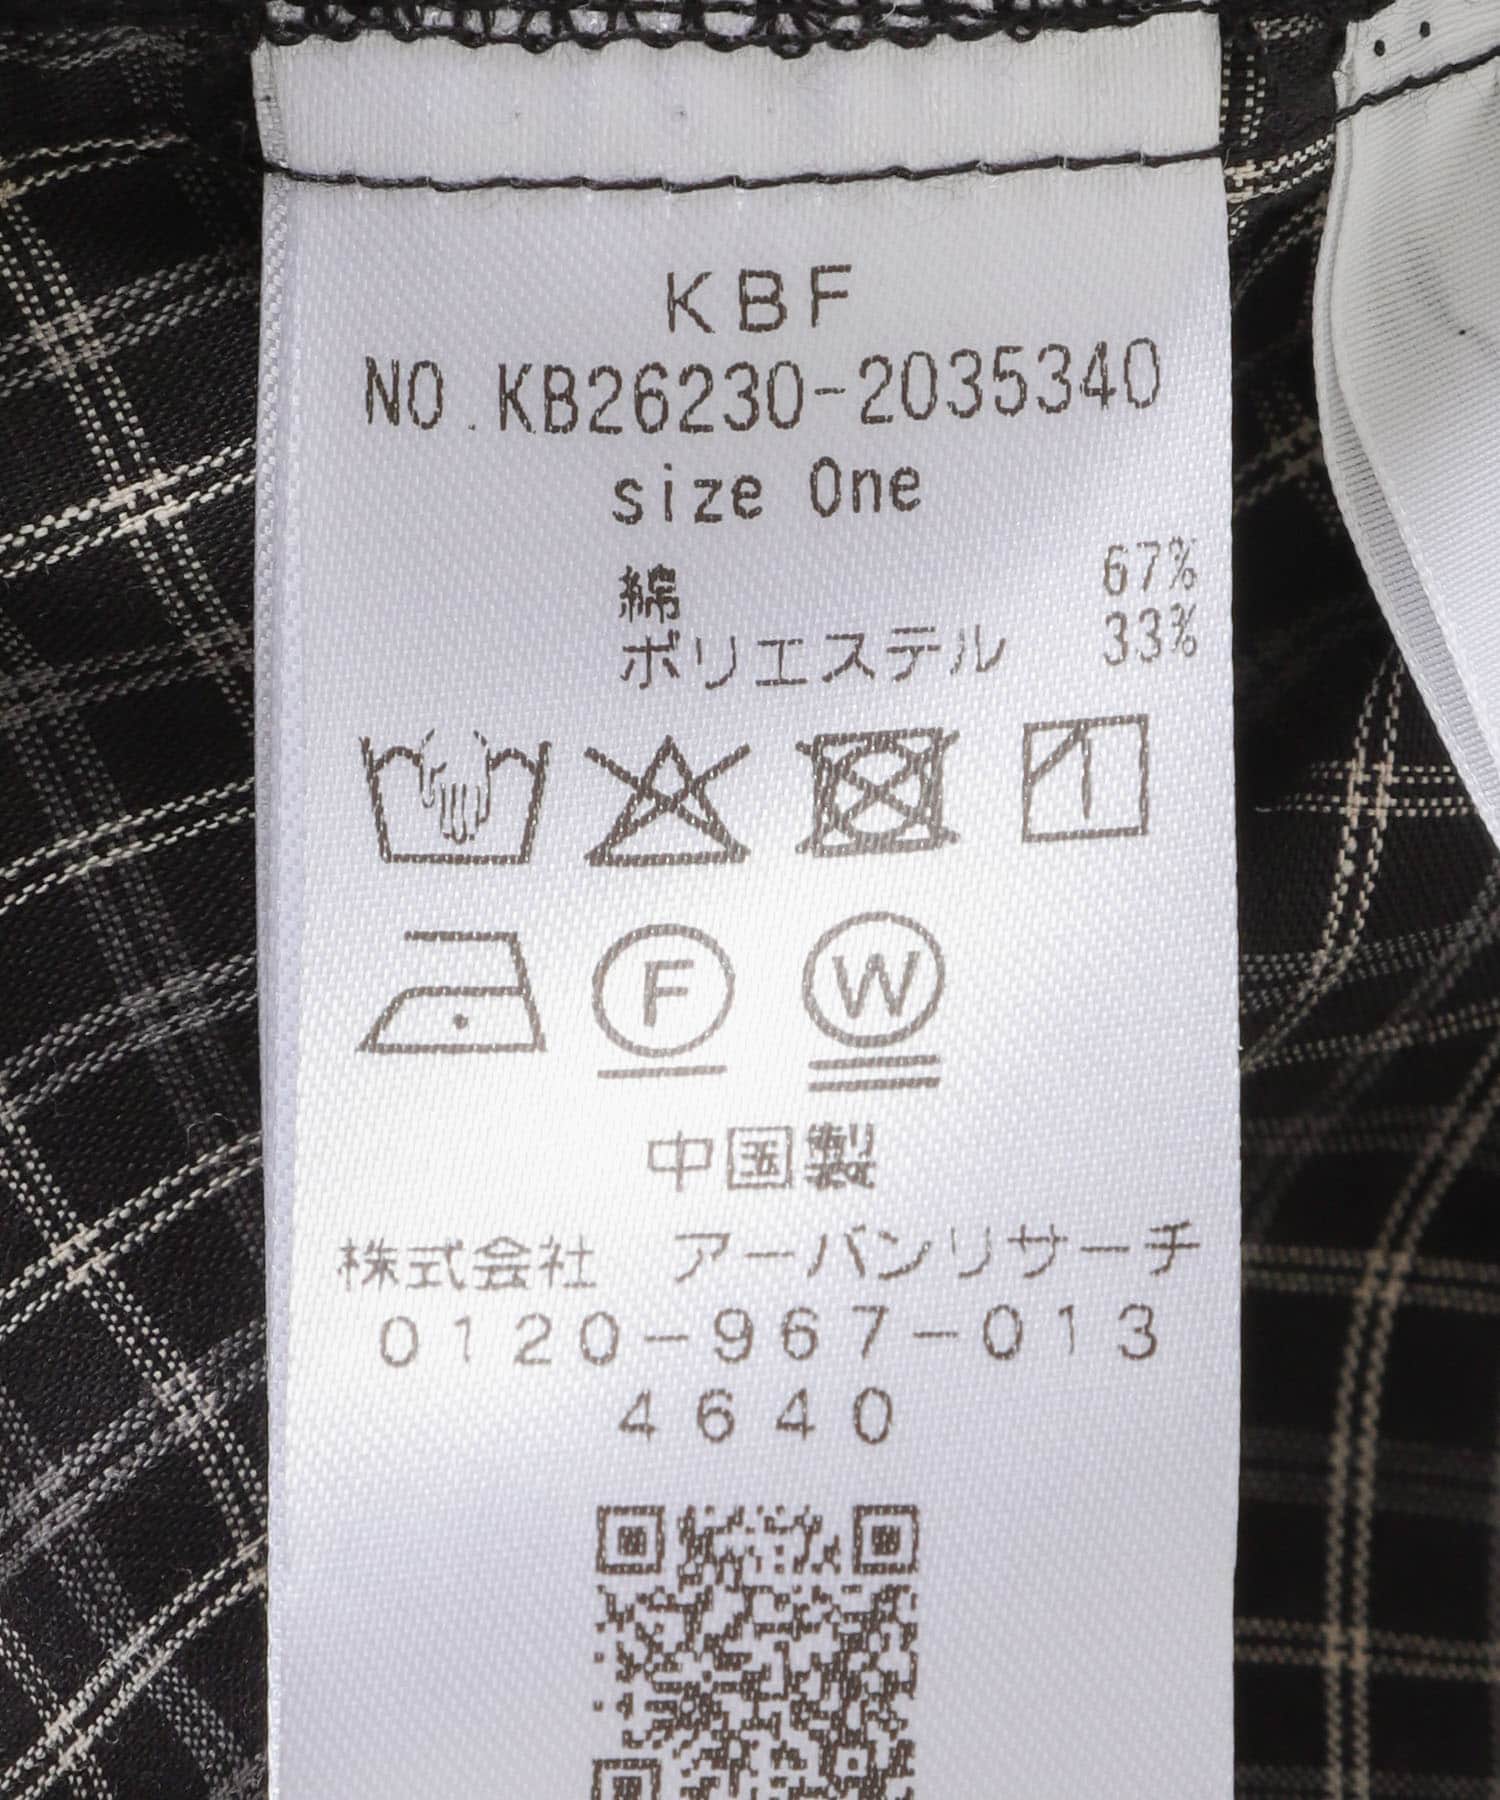 KBF
NO.KB26230-2035340
size One
綿 67%
ポリエステル 33%
F W
中国製
株式会社 アーバンリサーチ
0120-967-013
4640